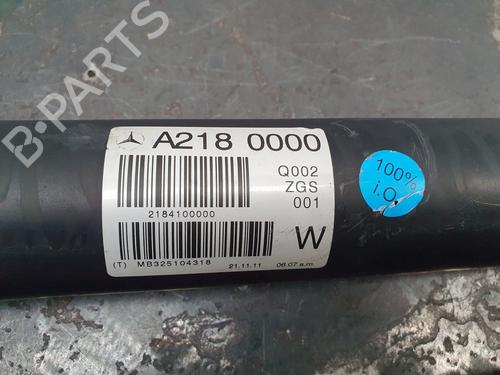 B-PARTS
A218 0000
Q002
ZGS
001
2184100000
W
(T) MB325104318 21.11.11 06.07 a.m.
100%
i.O.